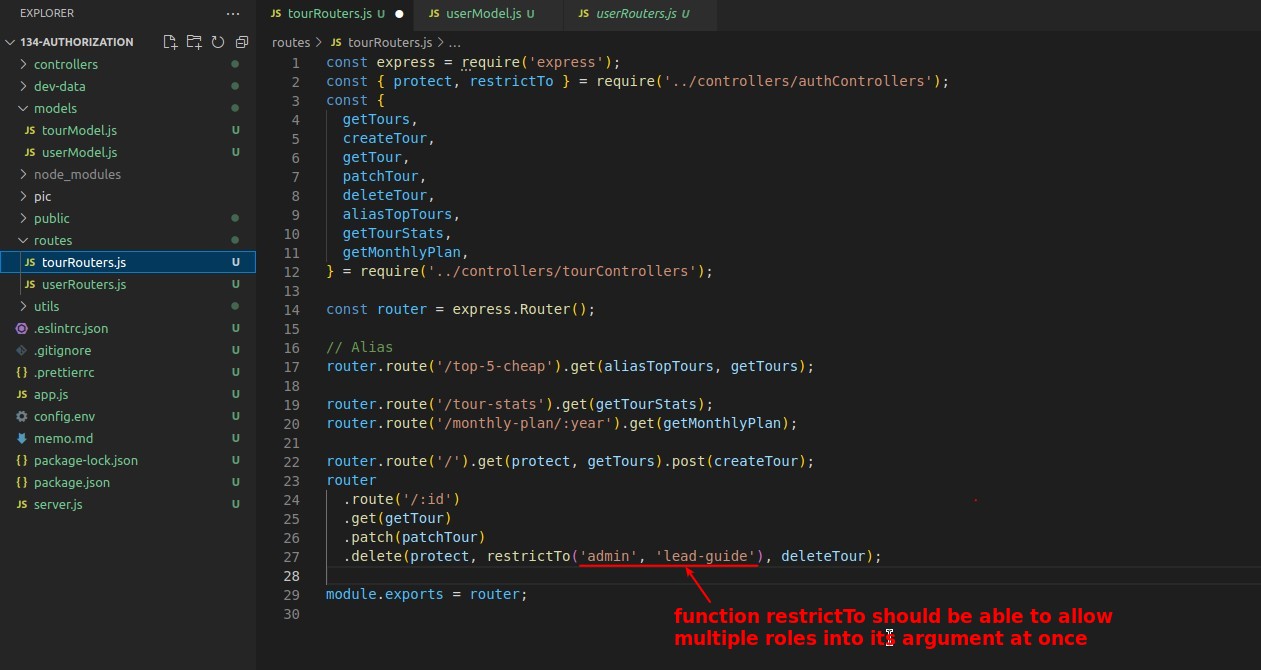 EXPLORER
...
134-AUTHORIZATION
controllers
dev-data
models
JS tourModel.js U
JS userModel.js U
node_modules
pic
public
routes
JS tourRouters.js U
JS userRouters.js U
utils
.eslintrc.json U
.gitignore U
{} .prettierrc U
JS app.js U
config.env U
memo.md U
{} package-lock.json U
{} package.json U
JS server.js U
JS tourRouters.js U JS userModel.js U JS userRouters.js U
routes > JS tourRouters.js > ...
1 const express = require('express');
2 const { protect, restrictTo } = require('../controllers/authControllers');
3 const {
4 getTours,
5 createTour,
6 getTour,
7 patchTour,
8 deleteTour,
9 aliasTopTours,
10 getTourStats,
11 getMonthlyPlan,
12 } = require('../controllers/tourControllers');
13
14 const router = express.Router();
15
16 // Alias
17 router.route('/top-5-cheap').get(aliasTopTours, getTours);
18
19 router.route('/tour-stats').get(getTourStats);
20 router.route('/monthly-plan/:year').get(getMonthlyPlan);
21
22 router.route('/').get(protect, getTours).post(createTour);
23 router
24 .route('/:id')
25 .get(getTour)
26 .patch(patchTour)
27 .delete(protect, restrictTo('admin', 'lead-guide'), deleteTour);
28
29 module.exports = router;
30
function restrictTo should be able to allow
multiple roles into its argument at once